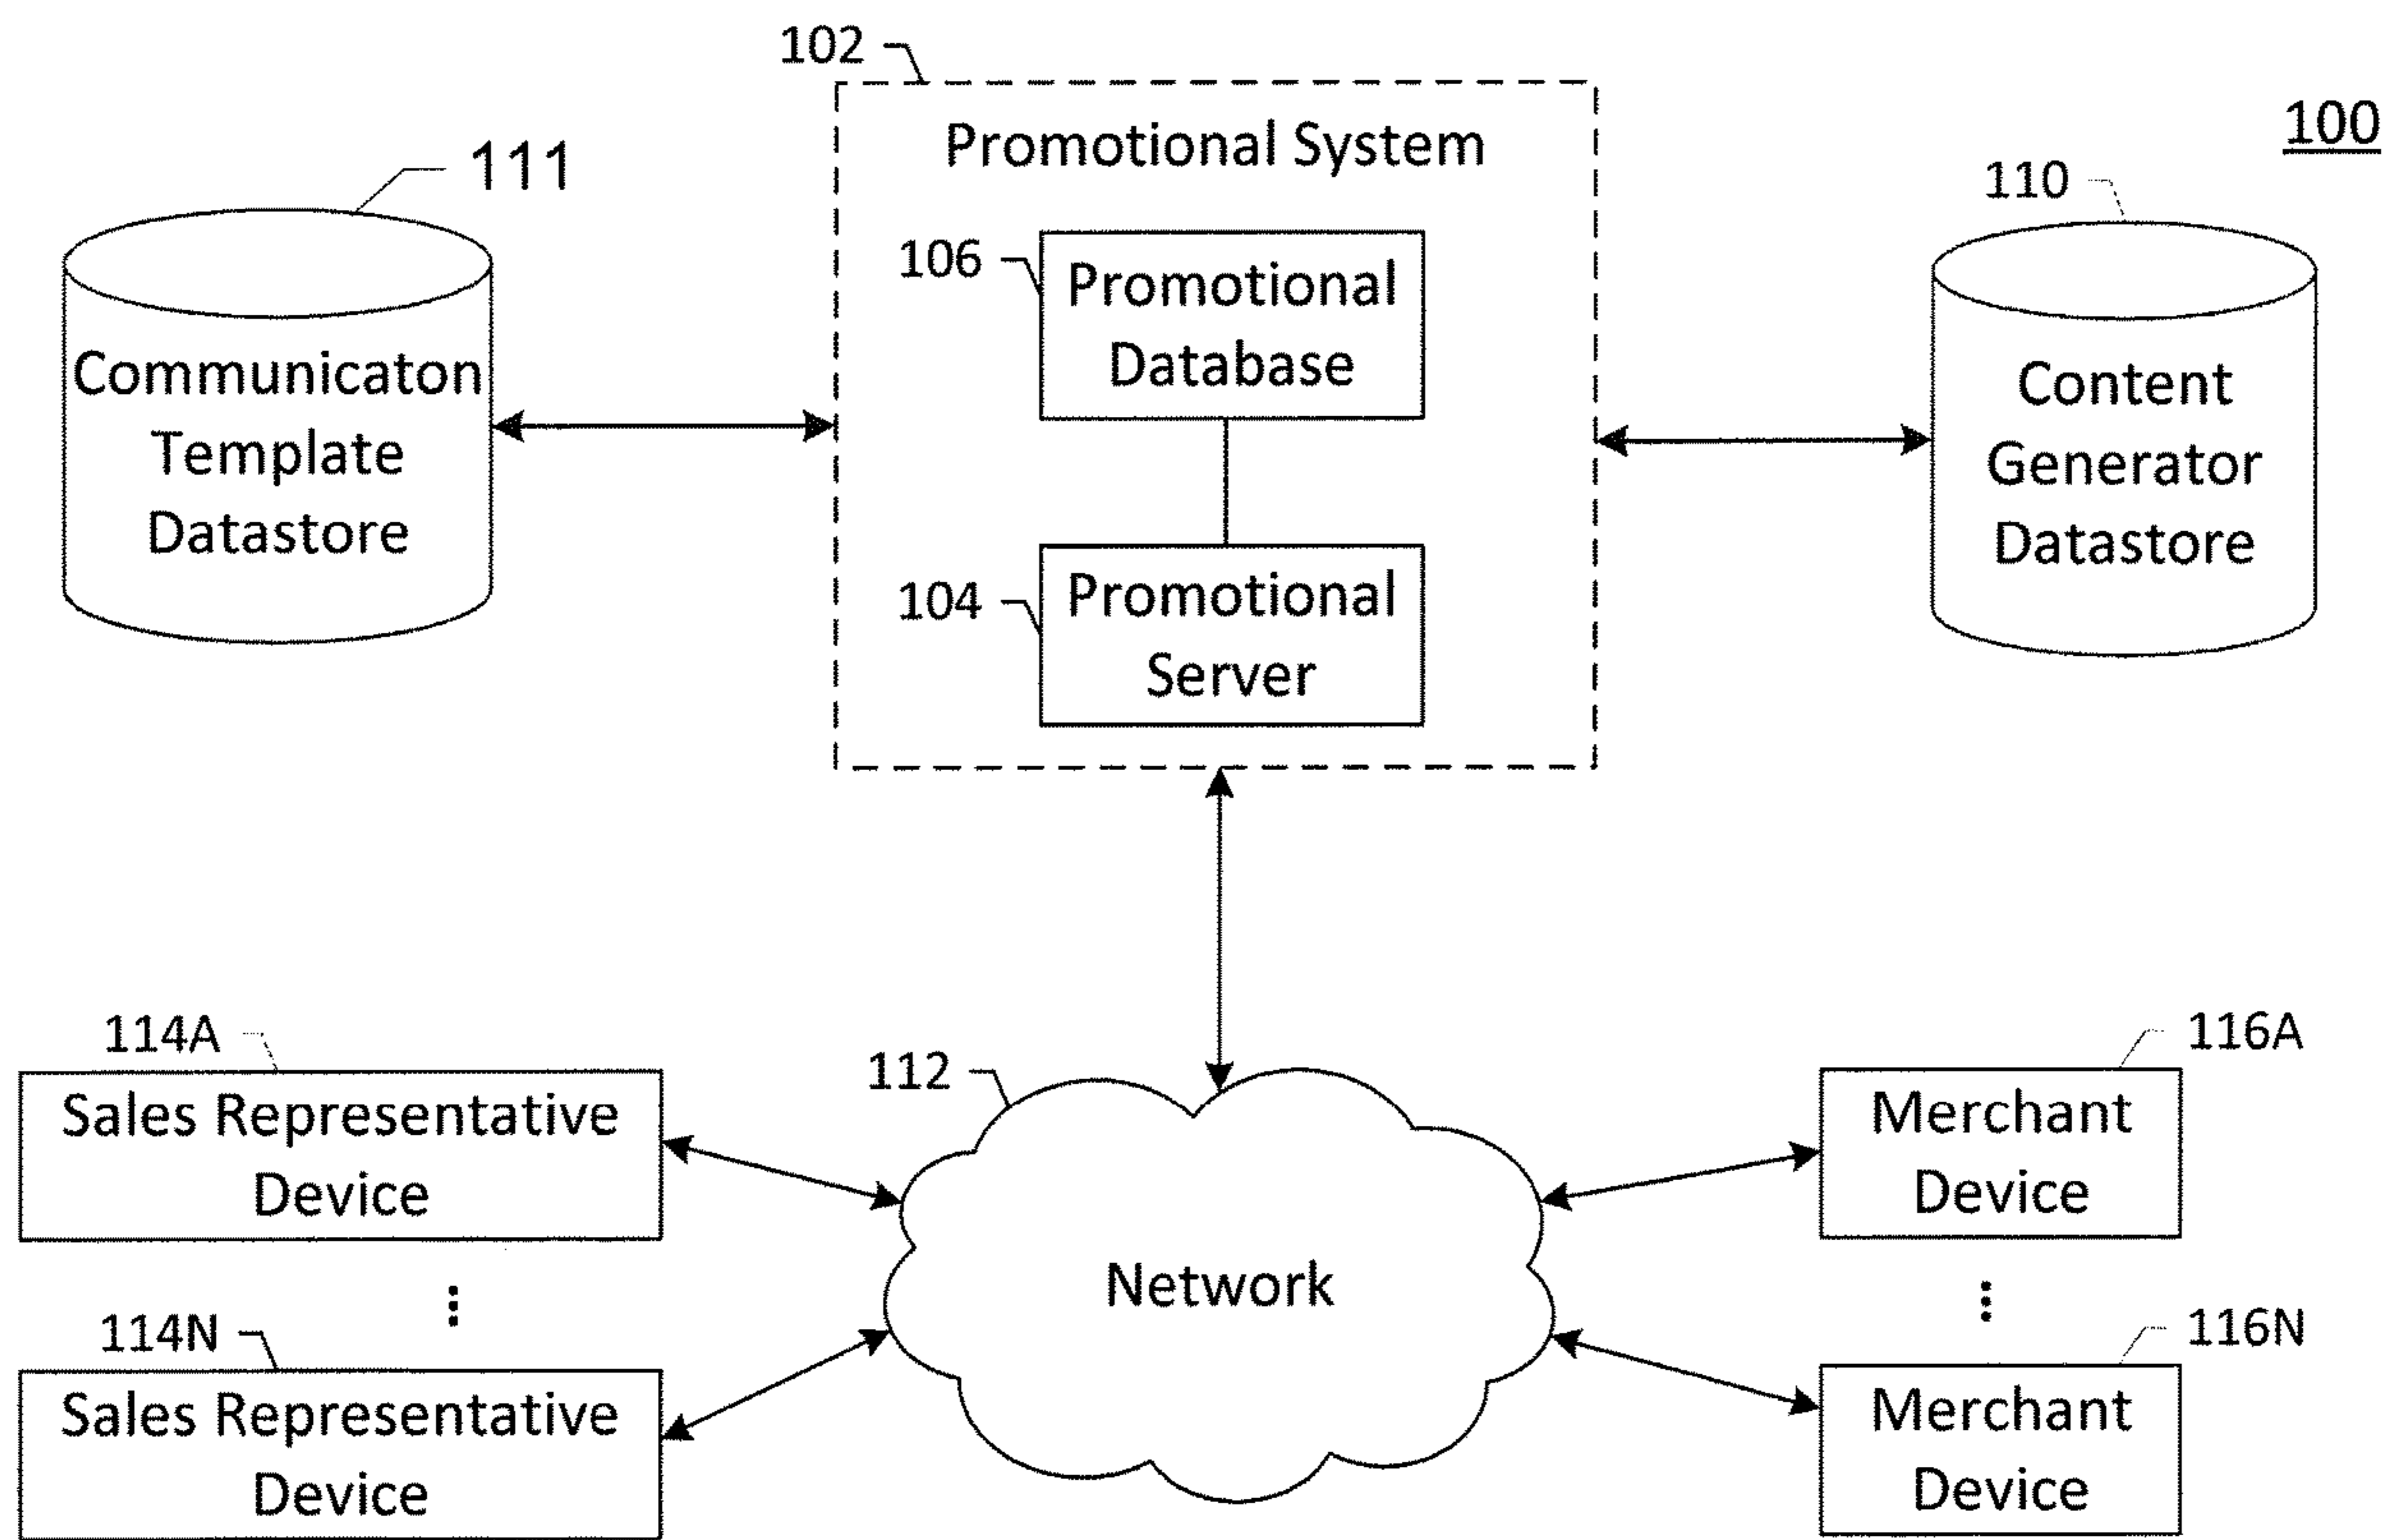 102
Promotional System
100
111
110
106
Promotional
Database
Communicaton
Template
Datastore
Content
Generator
Datastore
104
Promotional
Server
114A
Sales Representative
Device
112
116A
Merchant
Device
Network
114N
Sales Representative
Device
116N
Merchant
Device